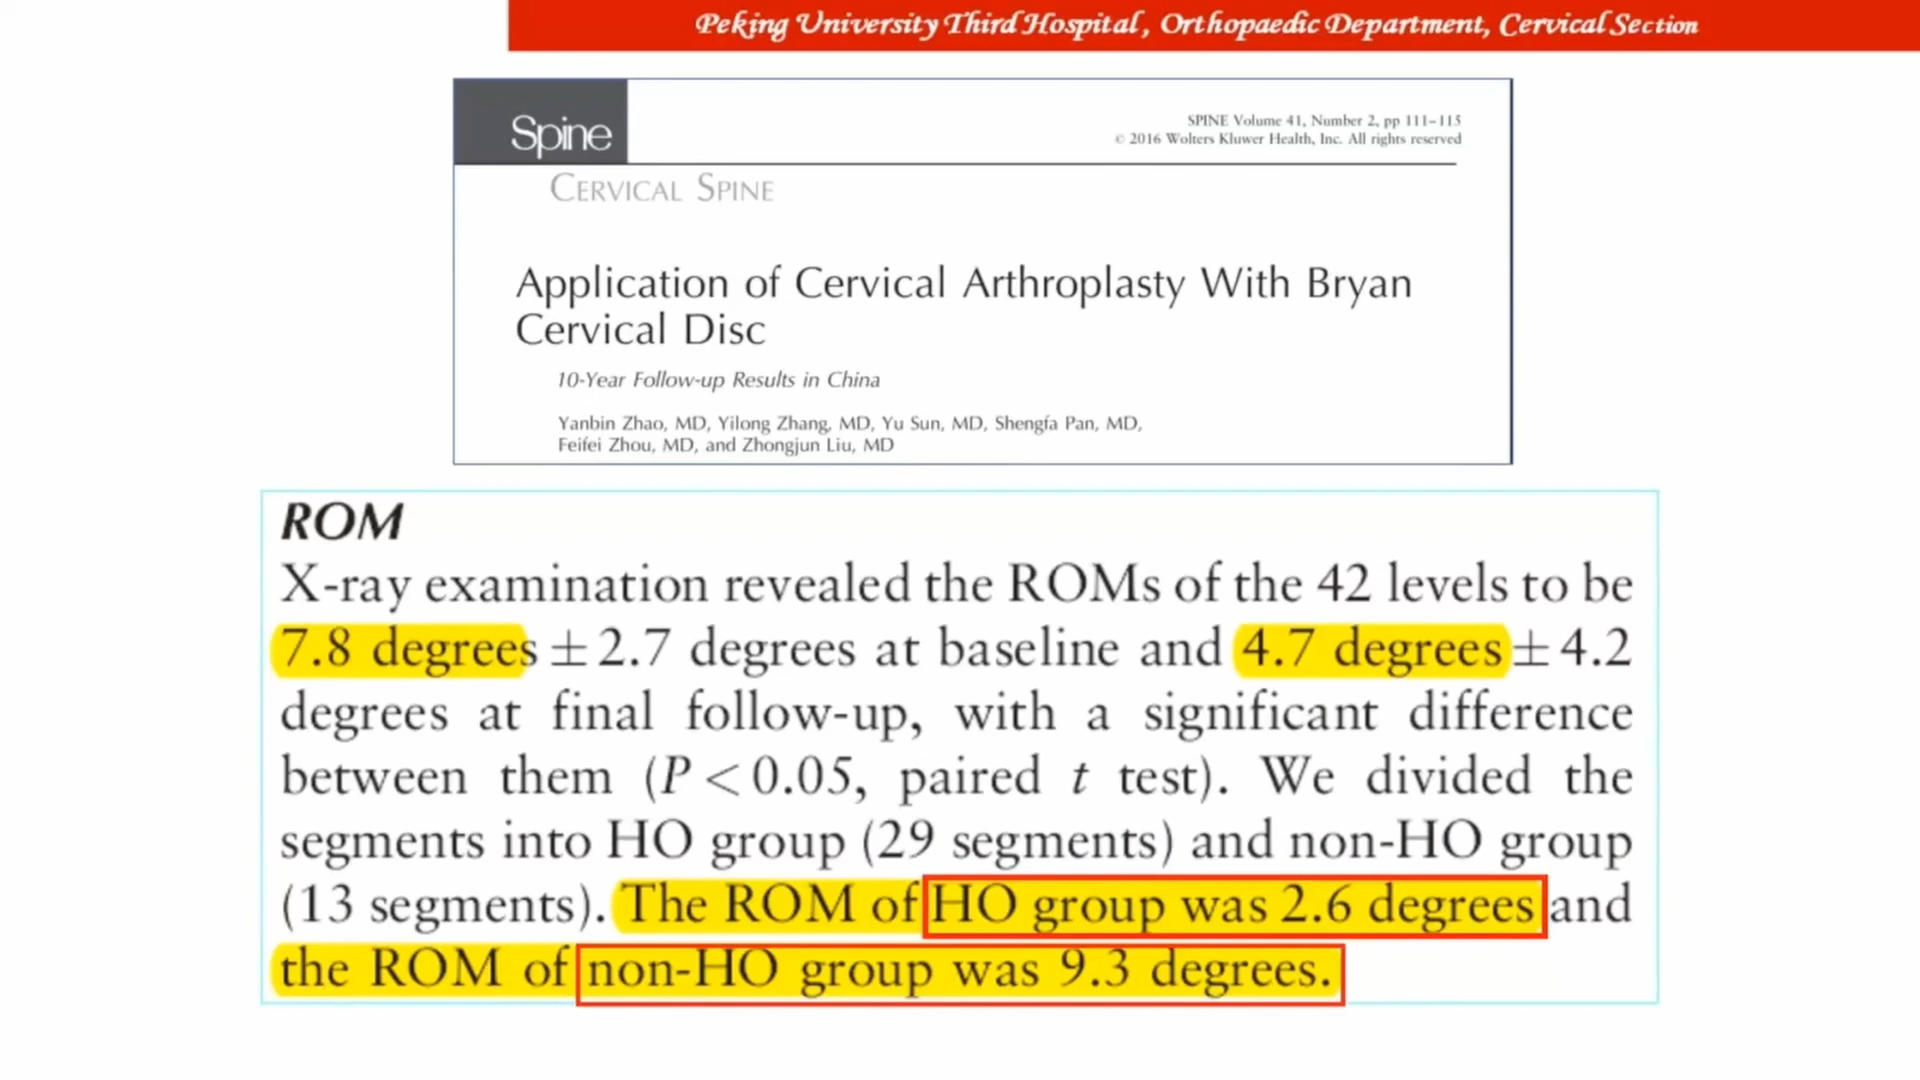 Peking University Third Hospital, Orthopaedic Department, Cervical Section
Spine
SPINE Volume 41, Number 2, pp 111–115
© 2016 Wolters Kluwer Health, Inc. All rights reserved
CERVICAL SPINE
Application of Cervical Arthroplasty With Bryan
Cervical Disc
10-Year Follow-up Results in China
Yanbin Zhao, MD, Yilong Zhang, MD, Yu Sun, MD, Shengfa Pan, MD,
Feifei Zhou, MD, and Zhongjun Liu, MD
ROM
X-ray examination revealed the ROMs of the 42 levels to be
7.8 degrees ± 2.7 degrees at baseline and 4.7 degrees ± 4.2
degrees at final follow-up, with a significant difference
between them (P < 0.05, paired t test). We divided the
segments into HO group (29 segments) and non-HO group
(13 segments). The ROM of HO group was 2.6 degrees and
the ROM of non-HO group was 9.3 degrees.